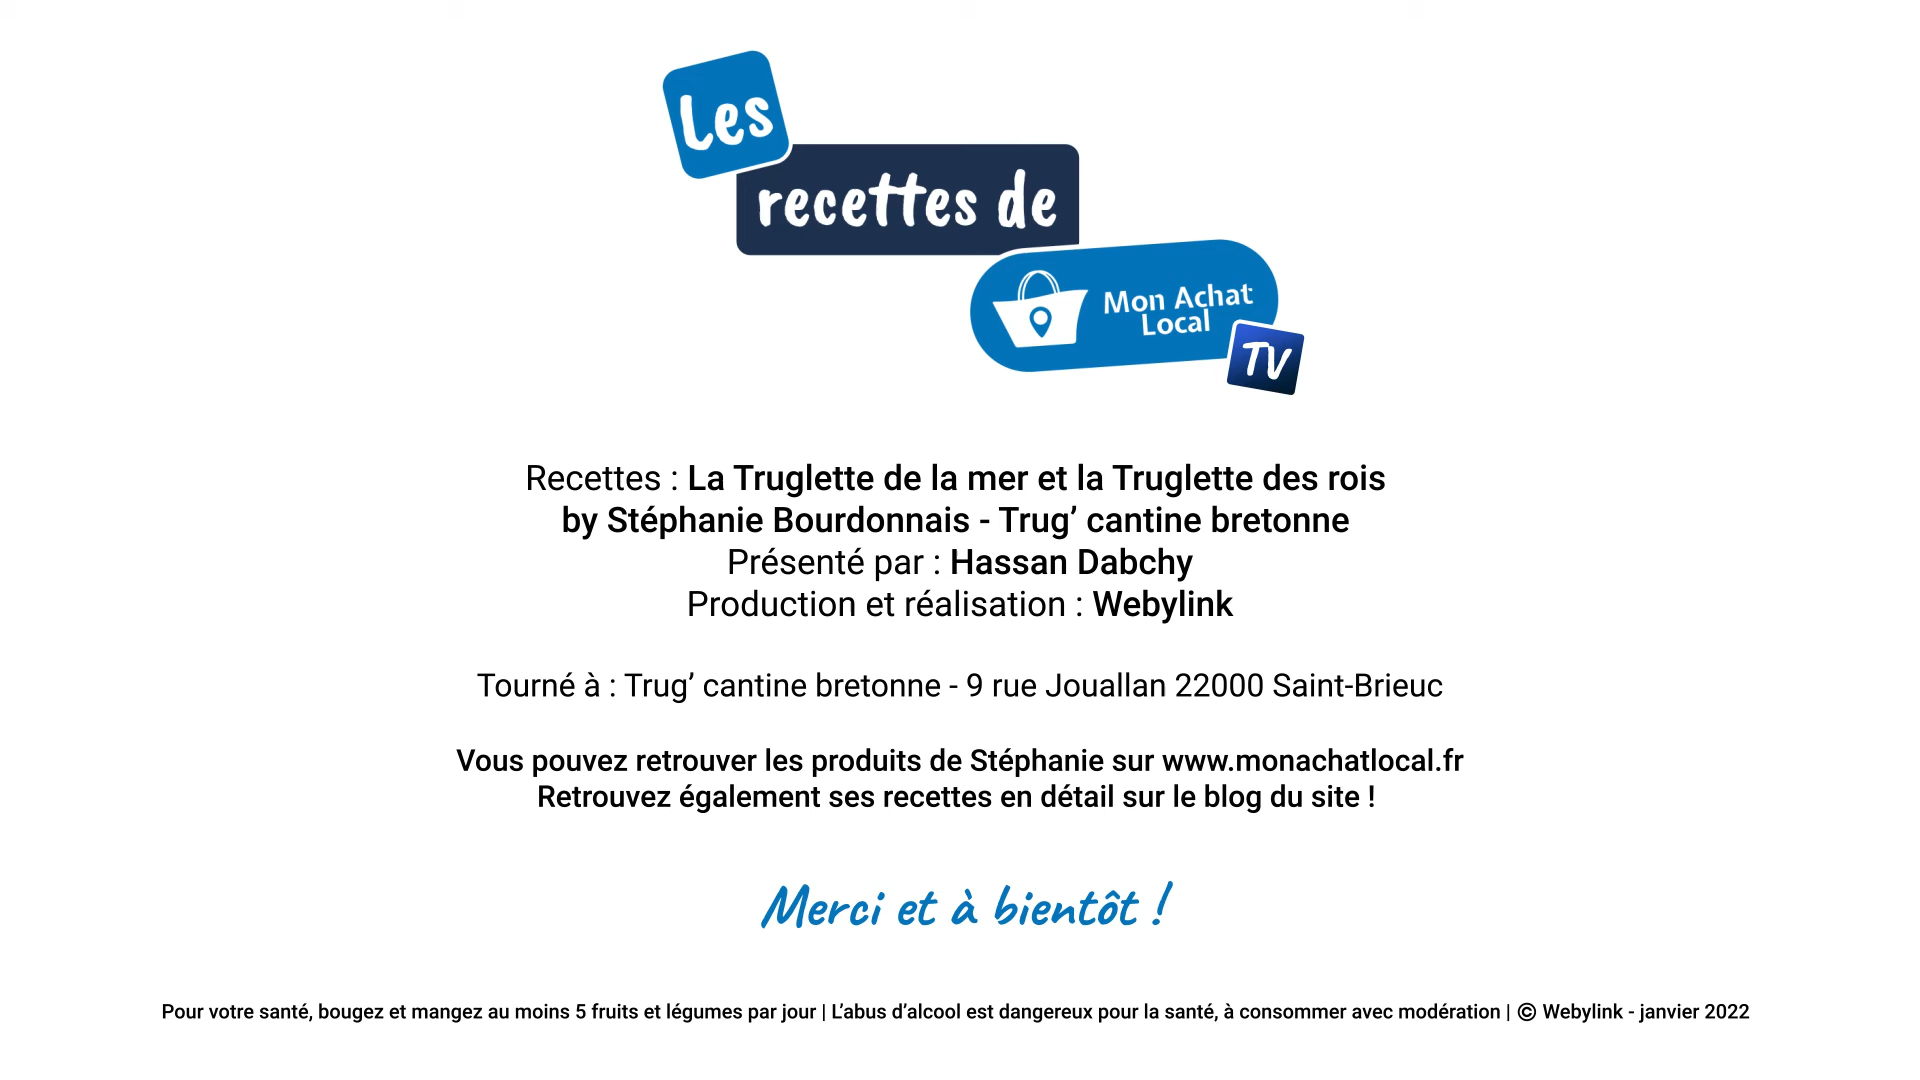 Les
recettes de
Mon Achat
Local
TV
Recettes : La Truglette de la mer et la Truglette des rois
by Stéphanie Bourdonnais - Trug’ cantine bretonne
Présenté par : Hassan Dabchy
Production et réalisation : Webylink
Tourné à : Trug’ cantine bretonne - 9 rue Jouallan 22000 Saint-Brieuc
Vous pouvez retrouver les produits de Stéphanie sur www.monachatlocal.fr
Retrouvez également ses recettes en détail sur le blog du site !
Merci et à bientôt !
Pour votre santé, bougez et mangez au moins 5 fruits et légumes par jour | L’abus d’alcool est dangereux pour la santé, à consommer avec modération | © Webylink - janvier 2022